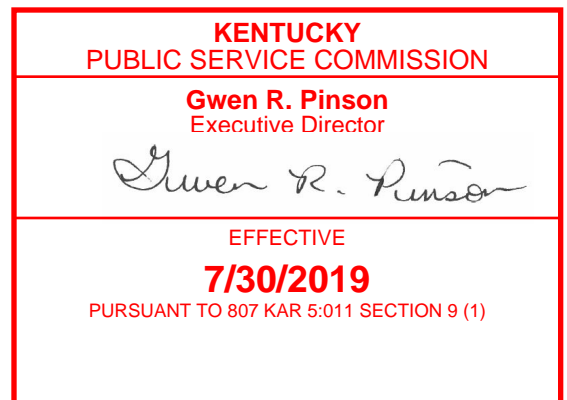 KENTUCKY
PUBLIC SERVICE COMMISSION
Gwen R. Pinson
Executive Director
Gwen R. Pinson
EFFECTIVE
7/30/2019
PURSUANT TO 807 KAR 5:011 SECTION 9 (1)